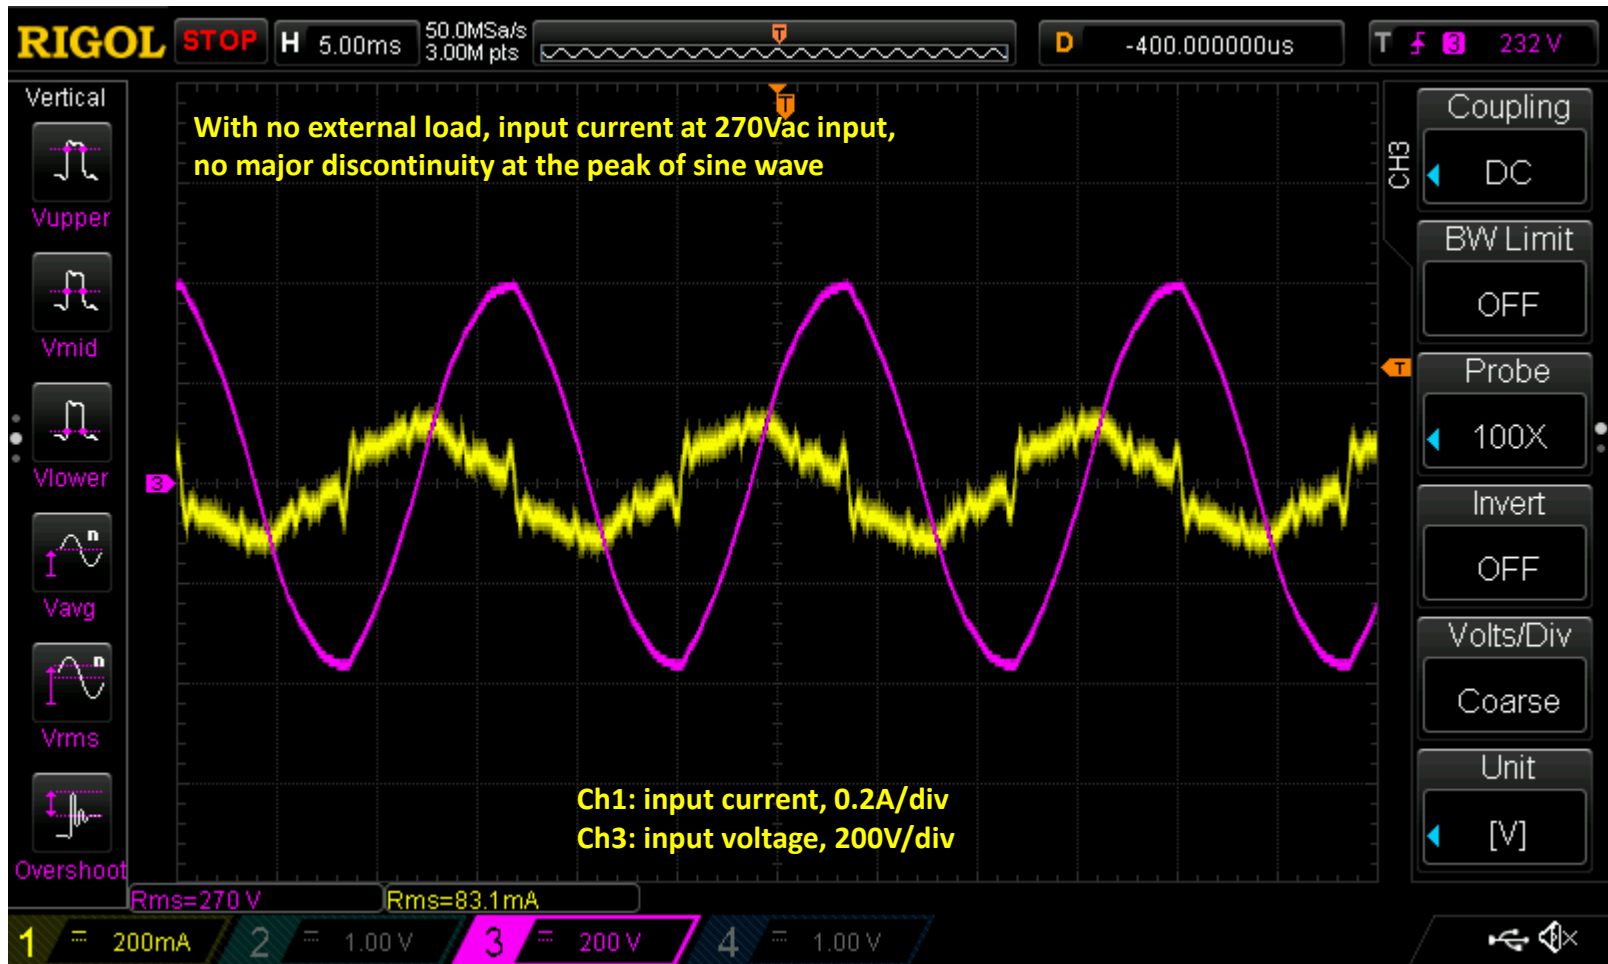 RIGOL STOP H 5.00ms 50.0MSa/s D -400.000000us T 3 232 V
3.00M pts
T
Vertical
Vupper
Vmid
Vlower
Vavg
Vrms
Overshoot
With no external load, input current at 270Vac input,
no major discontinuity at the peak of sine wave
T
3
T
n
n
Ch1: input current, 0.2A/div
Ch3: input voltage, 200V/div
CH3
Coupling
DC
BW Limit
OFF
Probe
100X
Invert
OFF
Volts/Div
Coarse
Unit
[V]
Rms=270 V Rms=83.1mA
1 200mA 2 1.00 V 3 200 V 4 1.00 V